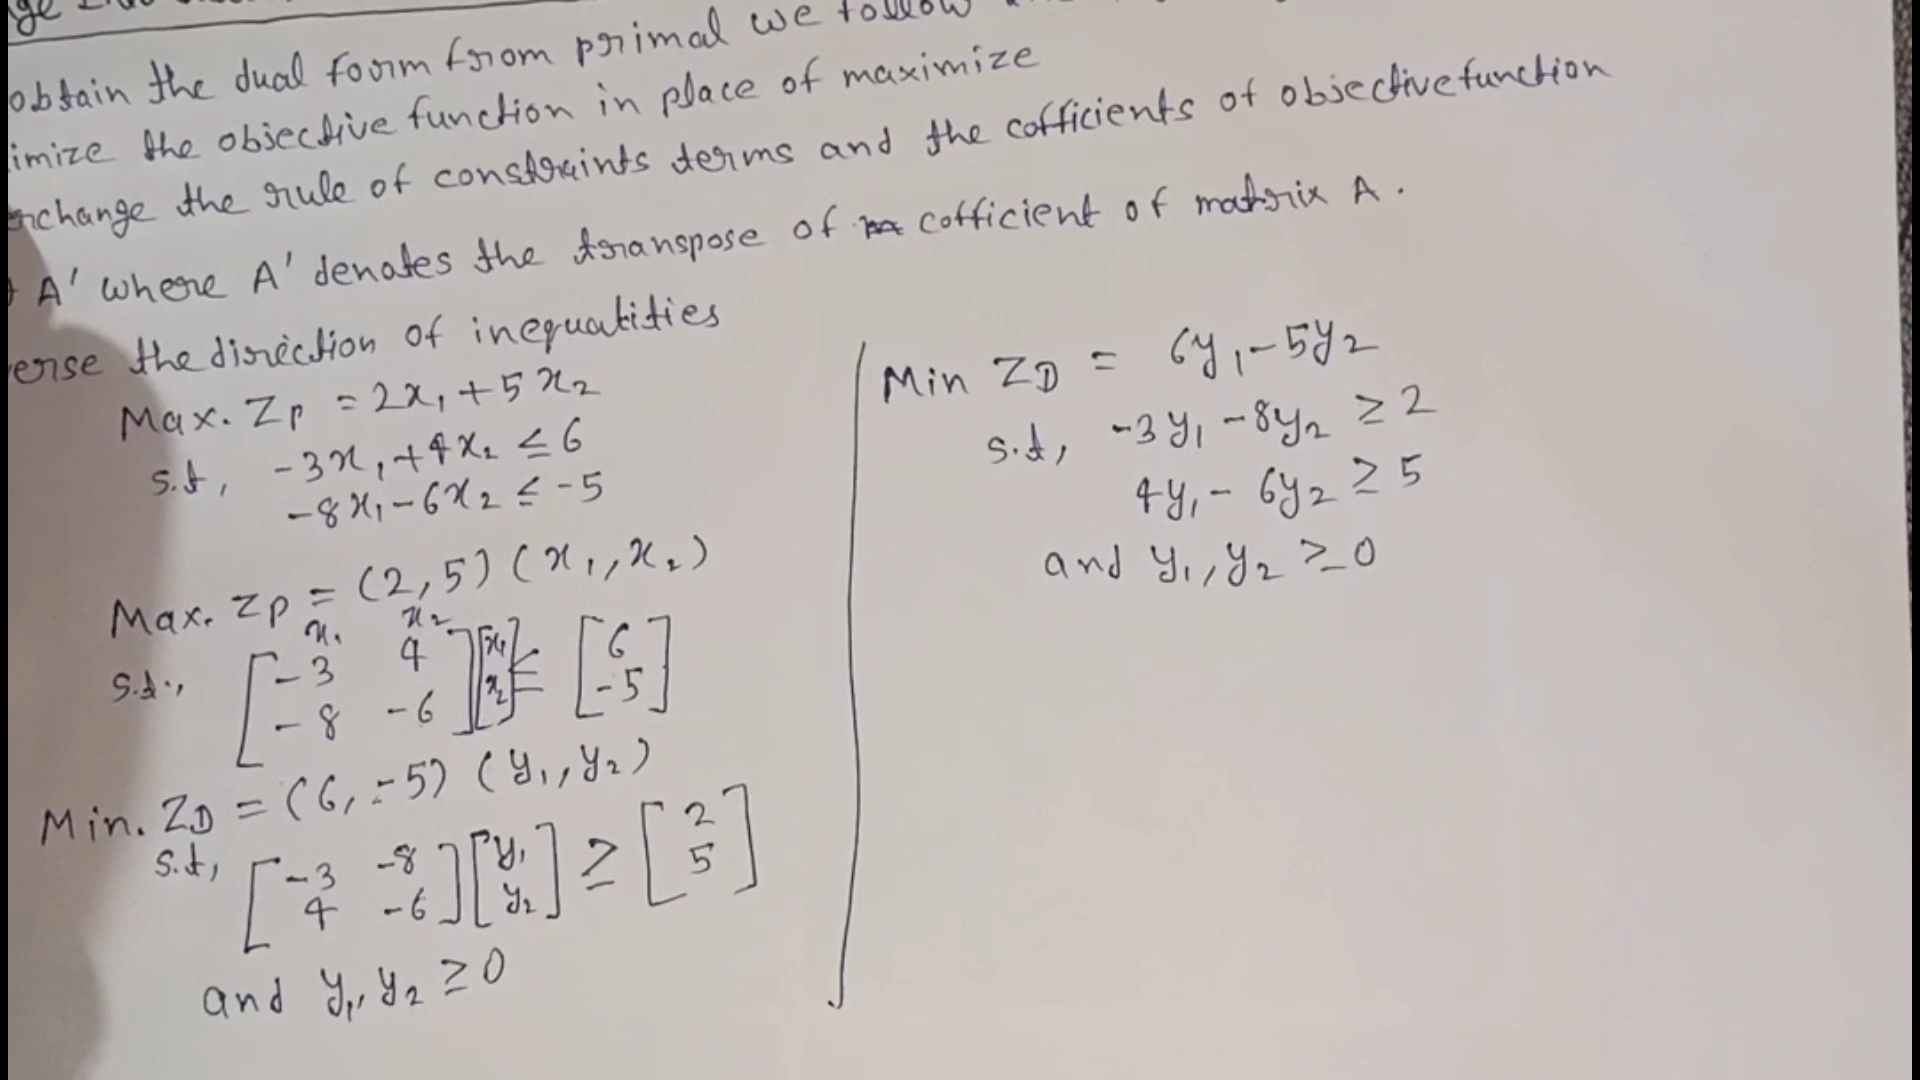 obtain the dual form from primal we follow
imize the objective function in place of maximize
nchange the rule of constraints terms and the cofficients of objective function
A' where A' denates the transpose of cofficient of matrix A.
erse the direction of inequatities
Max. Zp = 2x₁ + 5x₂
s.t, -3x₁ + 4x₂ ≤ 6
-8x₁ - 6x₂ ≤ -5
Max. Zp = (2, 5) (x₁, x₂)
x₁ x₂
s.t., [-3 4] [x₁] ≤ [6]
[-8 -6] [x₂] [-5]
Min. ZD = (6, -5) (y₁, y₂)
s.t, [-3 -8] [y₁] ≥ [2]
[4 -6] [y₂] [5]
and y₁, y₂ ≥ 0
Min ZD = 6y₁ - 5y₂
s.t, -3y₁ - 8y₂ ≥ 2
4y₁ - 6y₂ ≥ 5
and y₁, y₂ ≥ 0